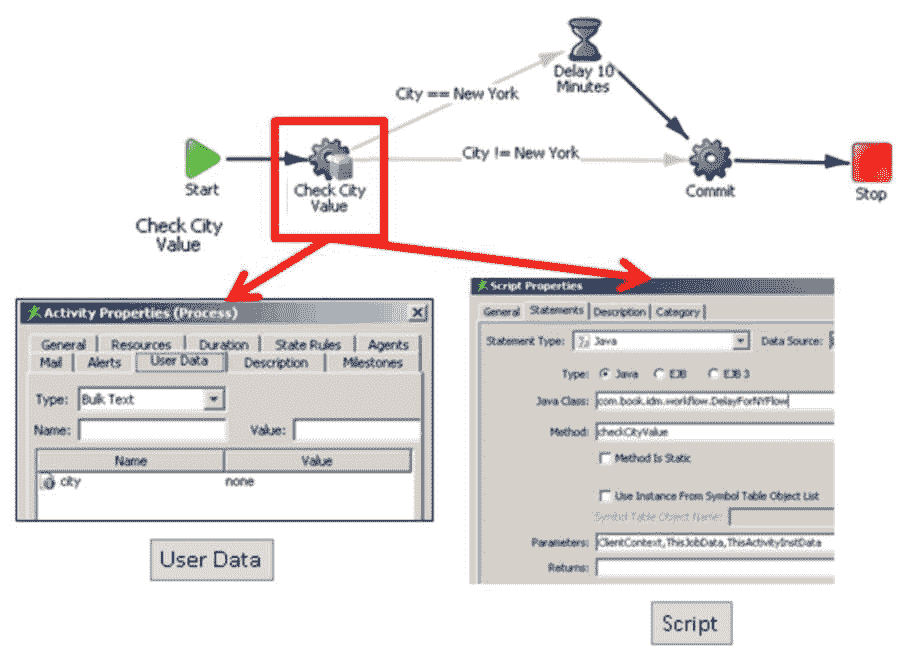 Delay 10
Minutes
City == New York
City != New York
Start
Check City
Value
Commit
Stop
Check City
Value
Activity Properties (Process)
General Resources Duration State Rules Agents
Mail Alerts User Data Description Milestones
Type: Bulk Text
Name: Value:
Name Value
city none
User Data
Script Properties
General Statements Description Category
Statement Type: Java Data Source:
Type: Java EJB EJB 3
Java Class: com.book.idm.workflow.DelayForNYFlow
Method: checkCityValue
Method Is Static
Use Instance From Symbol Table Object List
Symbol Table Object Name:
Parameters: ClientContext,ThisJobData,ThisActivityInstData
Returns:
Script